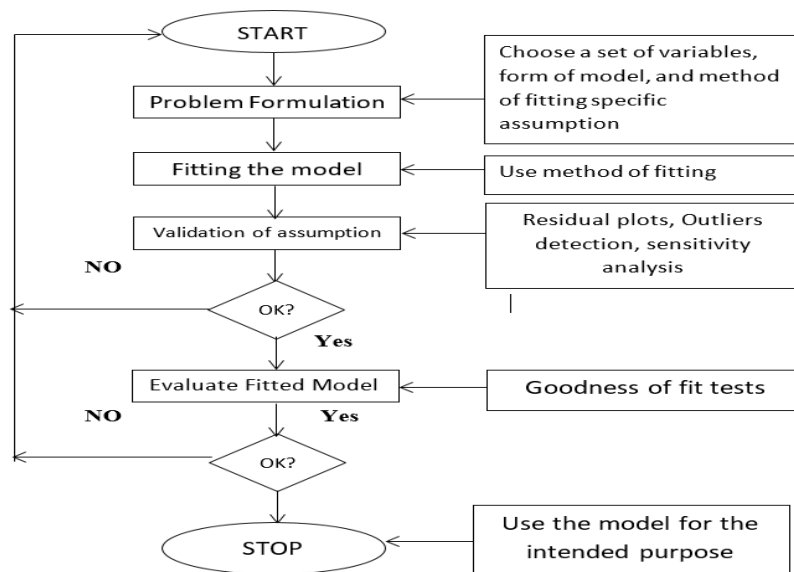 START
Choose a set of variables,
form of model, and method
of fitting specific
assumption
Problem Formulation
Fitting the model
Use method of fitting
Validation of assumption
Residual plots, Outliers
detection, sensitivity
analysis
NO
OK?
Yes
Evaluate Fitted Model
Goodness of fit tests
NO
Yes
OK?
STOP
Use the model for the
intended purpose